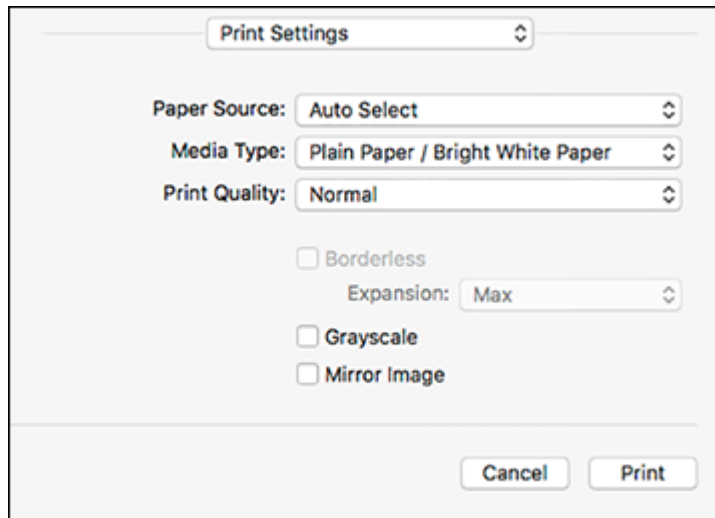 Print Settings
Paper Source: Auto Select
Media Type: Plain Paper / Bright White Paper
Print Quality: Normal
Borderless
Expansion: Max
Grayscale
Mirror Image
Cancel Print